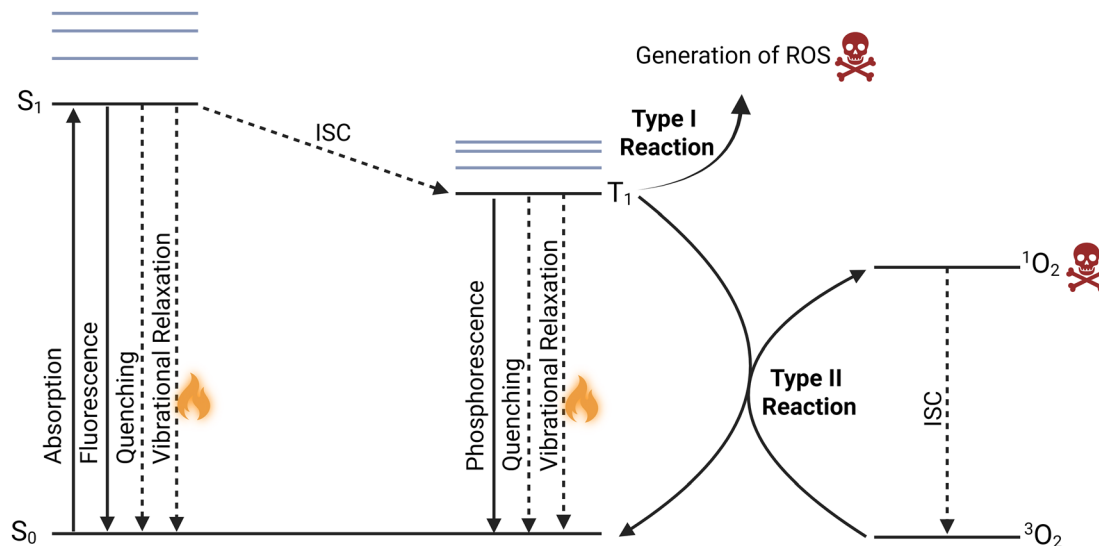 Generation of ROS
S₁
ISC
Type I
Reaction
T₁
Absorption
Fluorescence
Quenching
Vibrational Relaxation
Phosphorescence
Quenching
Vibrational Relaxation
¹O₂
Type II
Reaction
ISC
S₀
³O₂